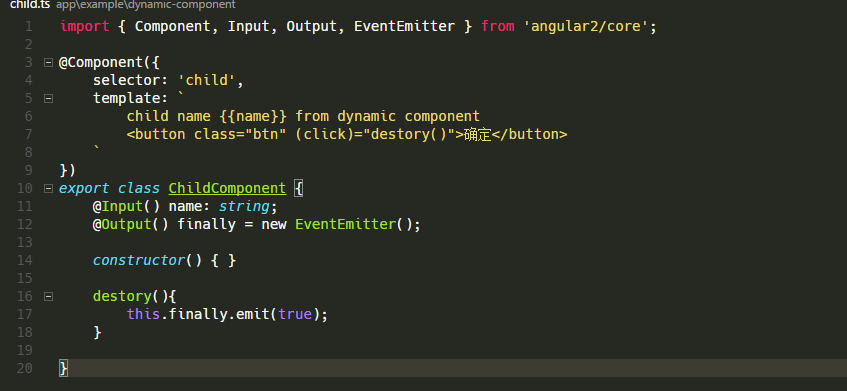 child.ts app\example\dynamic-component
1 import { Component, Input, Output, EventEmitter } from 'angular2/core';
2
3 @Component({
4     selector: 'child',
5     template: `
6         child name {{name}} from dynamic component
7         <button class="btn" (click)="destory()">确定</button>
8     `
9 })
10 export class ChildComponent {
11     @Input() name: string;
12     @Output() finally = new EventEmitter();
13
14     constructor() { }
15
16     destory(){
17         this.finally.emit(true);
18     }
19
20 }